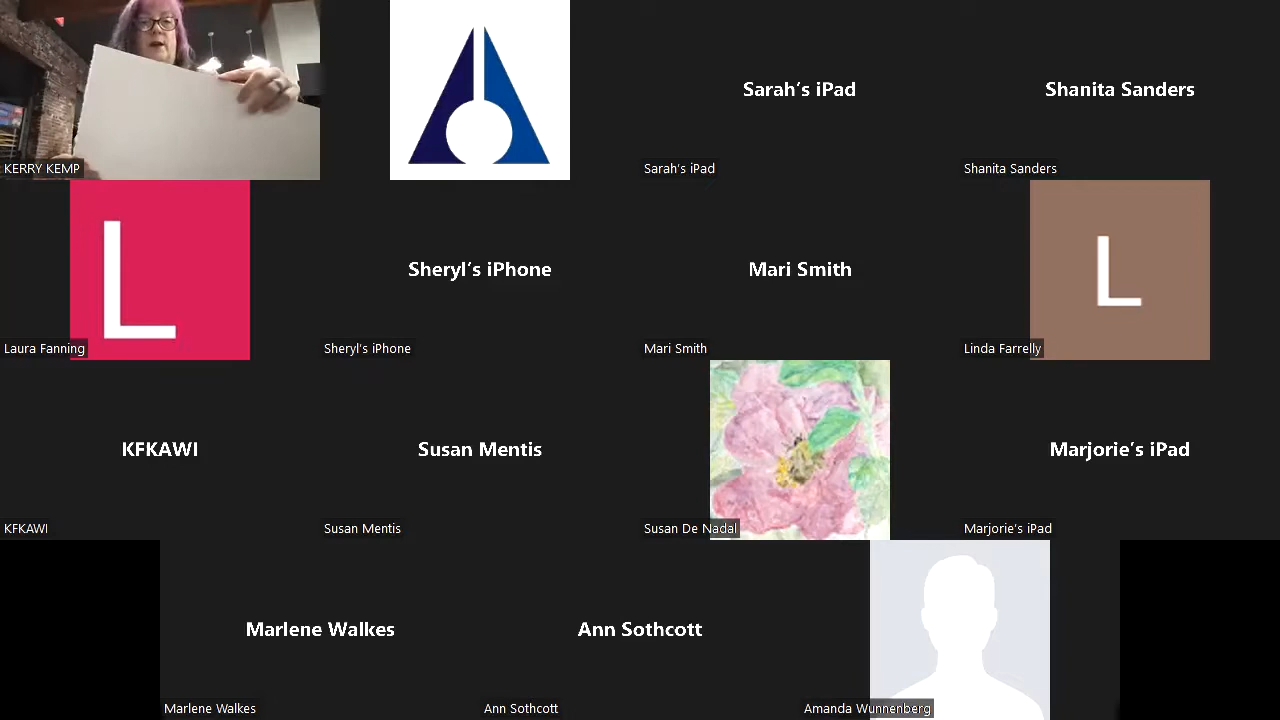 KERRY KEMP
Sarah's iPad
Sarah's iPad
Shanita Sanders
Shanita Sanders
L
Laura Fanning
Sheryl's iPhone
Sheryl's iPhone
Mari Smith
Mari Smith
L
Linda Farrelly
KFKAWI
KFKAWI
Susan Mentis
Susan Mentis
Susan De Nadal
Marjorie's iPad
Marjorie's iPad
Marlene Walkes
Marlene Walkes
Ann Sothcott
Ann Sothcott
Amanda Wunnenberg